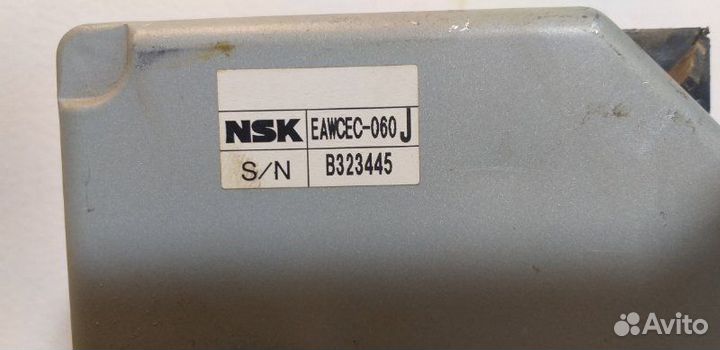 NSK EAWCEC-060 J
S/N B323445
Avito